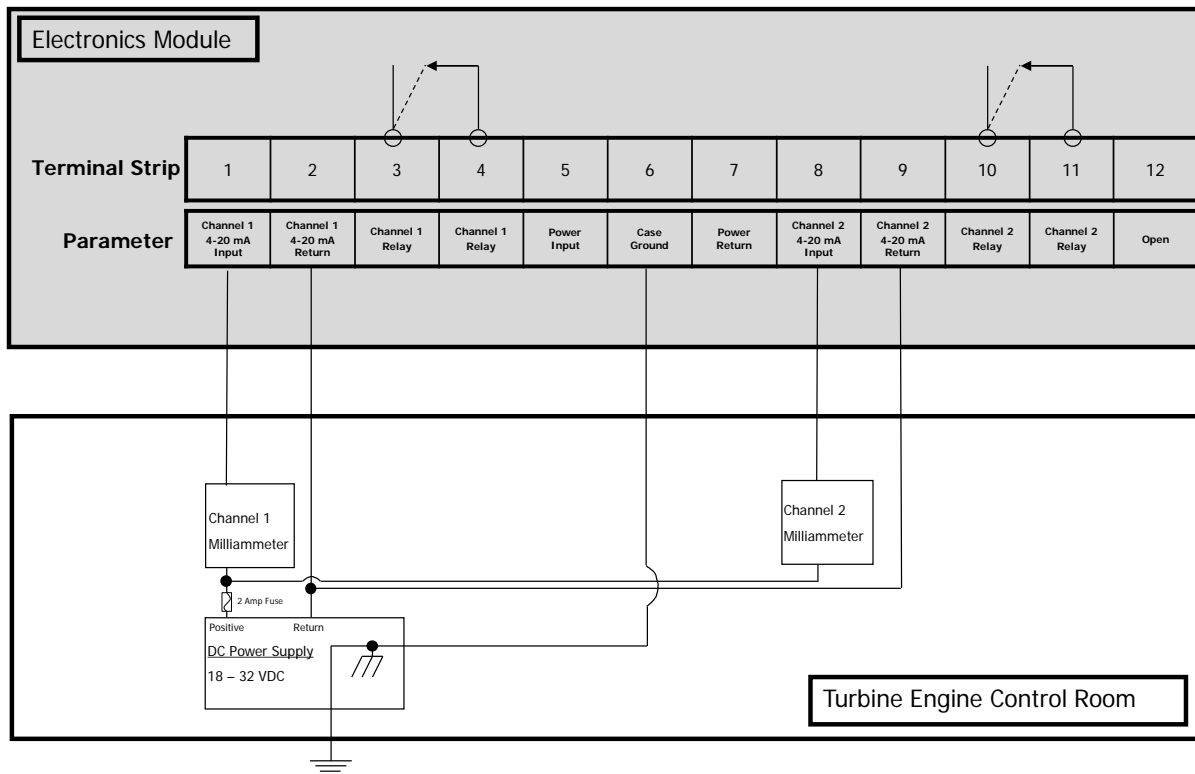 Electronics Module
Terminal Strip 1 2 3 4 5 6 7 8 9 10 11 12
Parameter
Channel 1
4-20 mA
Input
Channel 1
4-20 mA
Return
Channel 1
Relay
Channel 1
Relay
Power
Input
Case
Ground
Power
Return
Channel 2
4-20 mA
Input
Channel 2
4-20 mA
Return
Channel 2
Relay
Channel 2
Relay
Open
Channel 1
Milliammeter
Channel 2
Milliammeter
2 Amp Fuse
Positive Return
DC Power Supply
18 – 32 VDC
Turbine Engine Control Room